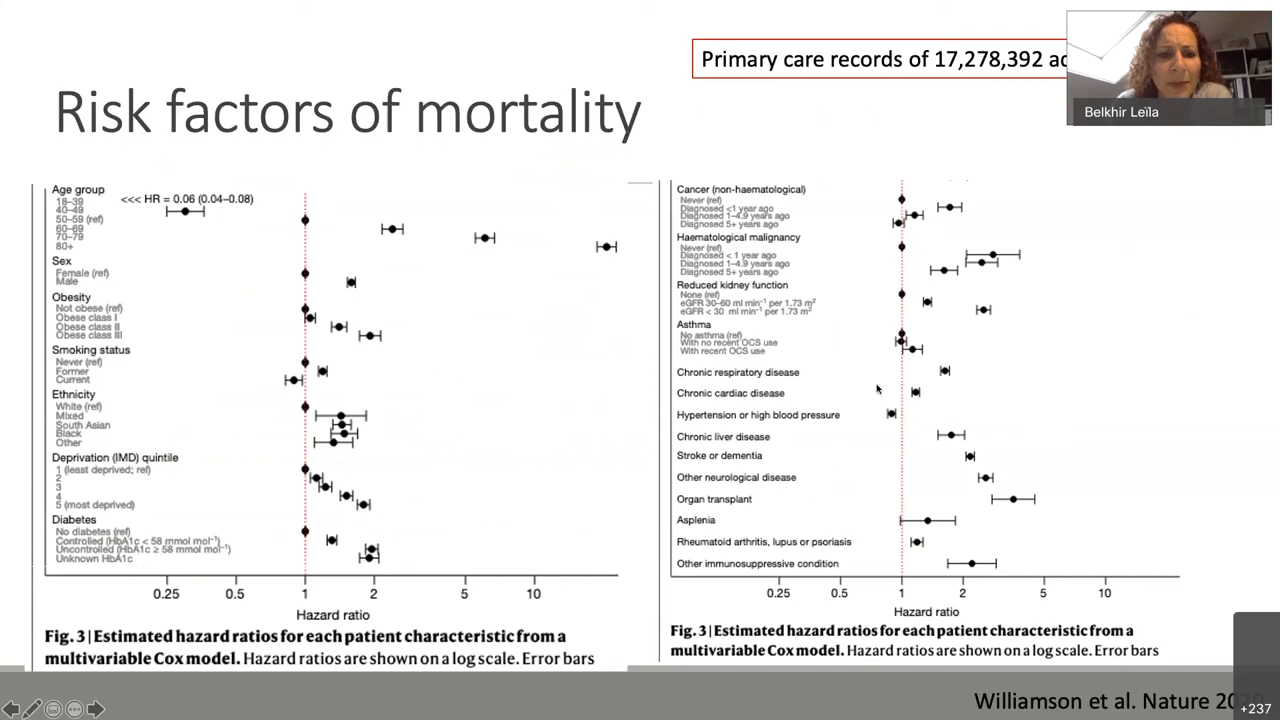 Primary care records of 17,278,392
Belkhir Leïla
Risk factors of mortality
Age group
18–39
<<< HR = 0.06 (0.04–0.08)
40–49
50–59 (ref)
60–69
70–79
80+
Sex
Female (ref)
Male
Obesity
Not obese (ref)
Obese class I
Obese class II
Obese class III
Smoking status
Never (ref)
Former
Current
Ethnicity
White (ref)
Mixed
South Asian
Black
Other
Deprivation (IMD) quintile
1 (least deprived; ref)
2
3
4
5 (most deprived)
Diabetes
No diabetes (ref)
Controlled (HbA1c < 58 mmol mol⁻¹)
Uncontrolled (HbA1c ≥ 58 mmol mol⁻¹)
Unknown HbA1c
0.25 0.5 1 2 5 10
Hazard ratio
Fig. 3 | Estimated hazard ratios for each patient characteristic from a
multivariable Cox model. Hazard ratios are shown on a log scale. Error bars
Cancer (non-haematological)
Never (ref)
Diagnosed <1 year ago
Diagnosed 1–4.9 years ago
Diagnosed 5+ years ago
Haematological malignancy
Never (ref)
Diagnosed < 1 year ago
Diagnosed 1–4.9 years ago
Diagnosed 5+ years ago
Reduced kidney function
None (ref)
eGFR 30–60 ml min⁻¹ per 1.73 m²
eGFR < 30 ml min⁻¹ per 1.73 m²
Asthma
No asthma (ref)
With no recent OCS use
With recent OCS use
Chronic respiratory disease
Chronic cardiac disease
Hypertension or high blood pressure
Chronic liver disease
Stroke or dementia
Other neurological disease
Organ transplant
Asplenia
Rheumatoid arthritis, lupus or psoriasis
Other immunosuppressive condition
0.25 0.5 1 2 5 10
Hazard ratio
Fig. 3 | Estimated hazard ratios for each patient characteristic from a
multivariable Cox model. Hazard ratios are shown on a log scale. Error bars
Williamson et al. Nature
+237